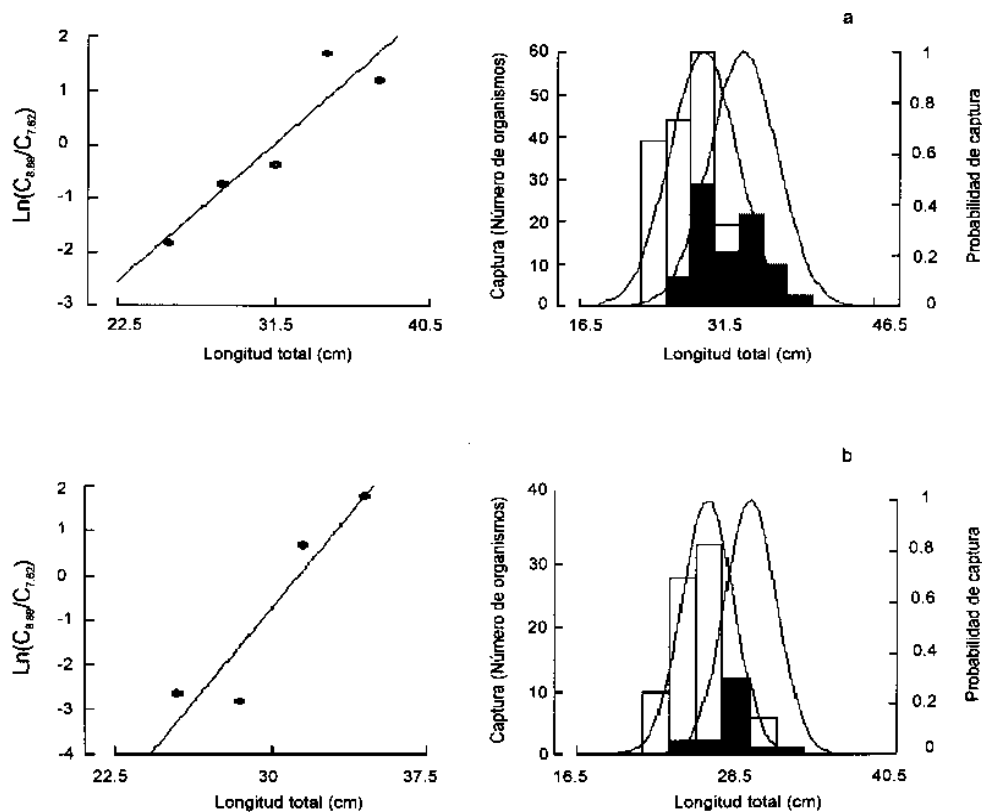 a
Ln(C8.89/C7.62)
2
1
0
-1
-2
-3
22.5 31.5 40.5
Longitud total (cm)
Captura (Número de organismos)
60
50
40
30
20
10
0
16.5 31.5 46.5
Longitud total (cm)
1
0.8
0.6
0.4
0.2
0
Probabilidad de captura
b
Ln(C8.89/C7.62)
2
1
0
-1
-2
-3
-4
22.5 30 37.5
Longitud total (cm)
Captura (Número de organismos)
40
30
20
10
0
16.5 28.5 40.5
Longitud total (cm)
1
0.8
0.6
0.4
0.2
0
Probabilidad de captura